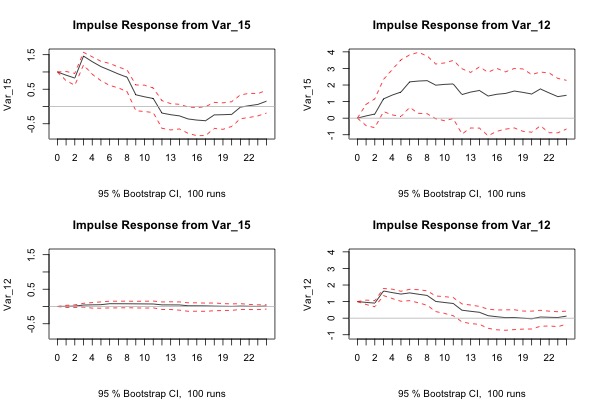 Impulse Response from Var_15
Var_15
1.5
0.5
-0.5
0 2 4 6 8 10 13 16 19 22
95 % Bootstrap CI, 100 runs
Impulse Response from Var_12
Var_15
4
3
2
1
0
-1
0 2 4 6 8 10 13 16 19 22
95 % Bootstrap CI, 100 runs
Impulse Response from Var_15
Var_12
1.5
0.5
-0.5
0 2 4 6 8 10 13 16 19 22
95 % Bootstrap CI, 100 runs
Impulse Response from Var_12
Var_12
4
3
2
1
0
-1
0 2 4 6 8 10 13 16 19 22
95 % Bootstrap CI, 100 runs